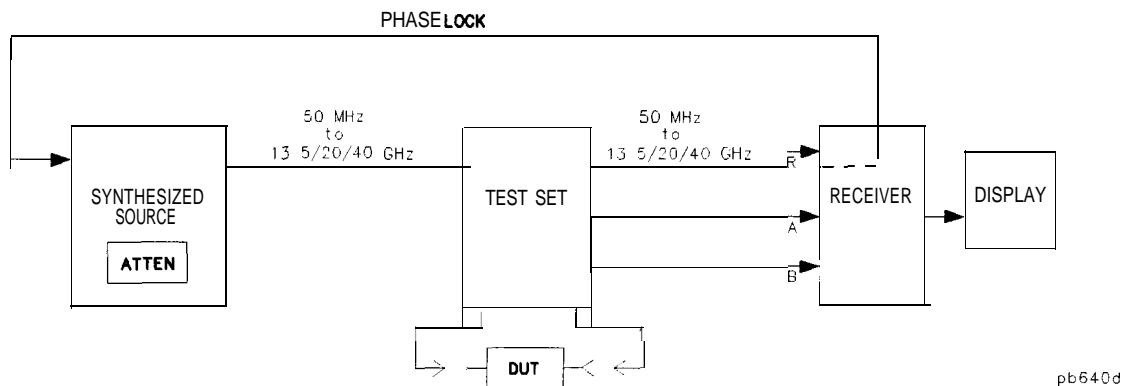 PHASE LOCK
50 MHz
to
13 5/20/40 GHz
50 MHz
to
13 5/20/40 GHz
R
SYNTHESIZED
SOURCE
ATTEN
TEST SET
RECEIVER
DISPLAY
A
B
DUT
pb640d